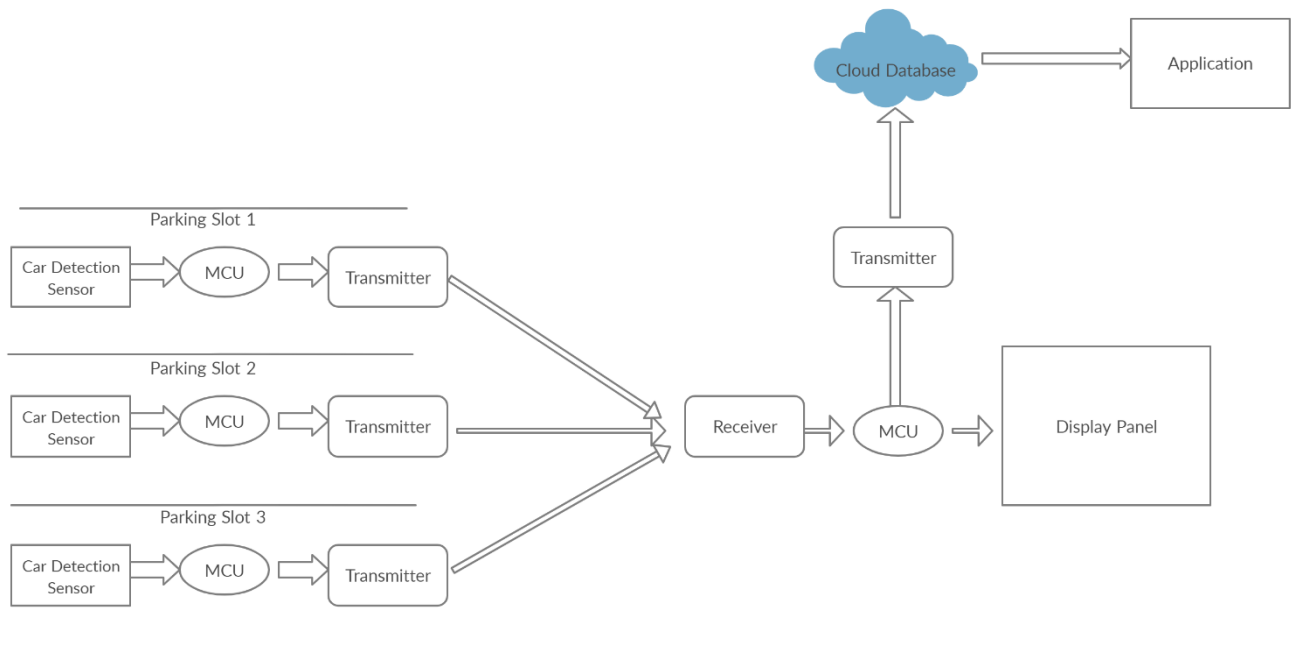 Cloud Database
Application
Parking Slot 1
Car Detection
Sensor
MCU
Transmitter
Transmitter
Parking Slot 2
Car Detection
Sensor
MCU
Transmitter
Receiver
MCU
Display Panel
Parking Slot 3
Car Detection
Sensor
MCU
Transmitter